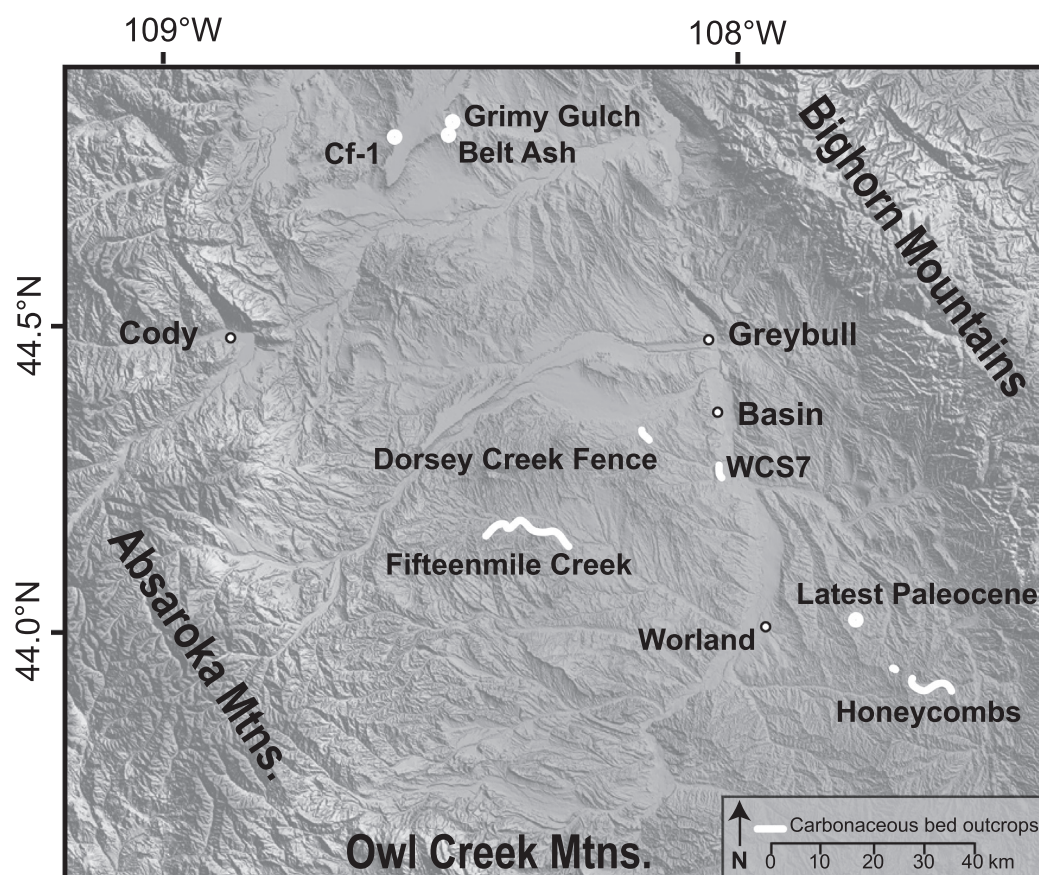 109°W
108°W
Grimy Gulch
Cf-1
Belt Ash
Bighorn Mountains
44.5°N
Cody
Greybull
Basin
Dorsey Creek Fence
WCS7
Absaroka Mtns.
Fifteenmile Creek
Latest Paleocene
44.0°N
Worland
Honeycombs
Owl Creek Mtns.
Carbonaceous bed outcrops
N
0 10 20 30 40 km